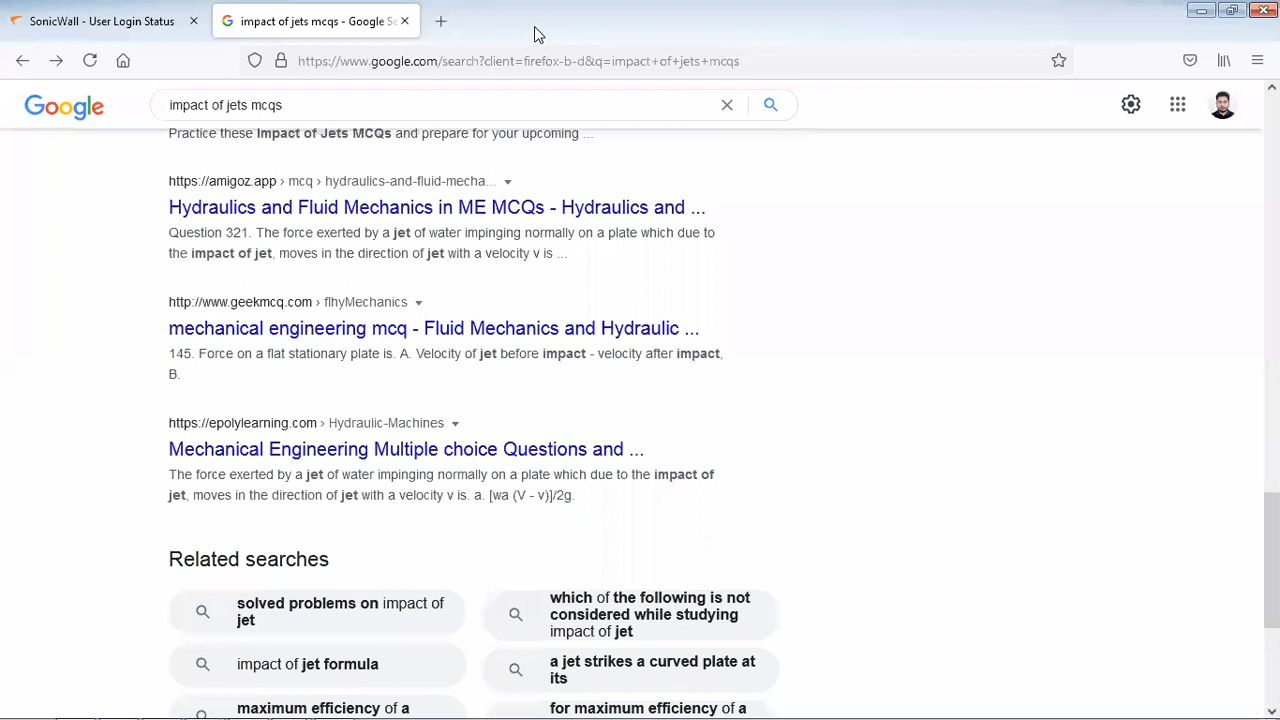 SonicWall - User Login Status
impact of jets mcqs - Google Se
https://www.google.com/search?client=firefox-b-d&q=impact+of+jets+mcqs
Google
impact of jets mcqs
Practice these Impact of Jets MCQs and prepare for your upcoming ...
https://amigoz.app › mcq › hydraulics-and-fluid-mecha...
Hydraulics and Fluid Mechanics in ME MCQs - Hydraulics and ...
Question 321. The force exerted by a jet of water impinging normally on a plate which due to
the impact of jet, moves in the direction of jet with a velocity v is ...
http://www.geekmcq.com › flhyMechanics
mechanical engineering mcq - Fluid Mechanics and Hydraulic ...
145. Force on a flat stationary plate is. A. Velocity of jet before impact - velocity after impact,
B.
https://epolylearning.com › Hydraulic-Machines
Mechanical Engineering Multiple choice Questions and ...
The force exerted by a jet of water impinging normally on a plate which due to the impact of
jet, moves in the direction of jet with a velocity v is. a. [wa (V - v)]/2g.
Related searches
solved problems on impact of
jet
which of the following is not
considered while studying
impact of jet
impact of jet formula
a jet strikes a curved plate at
its
maximum efficiency of a
for maximum efficiency of a